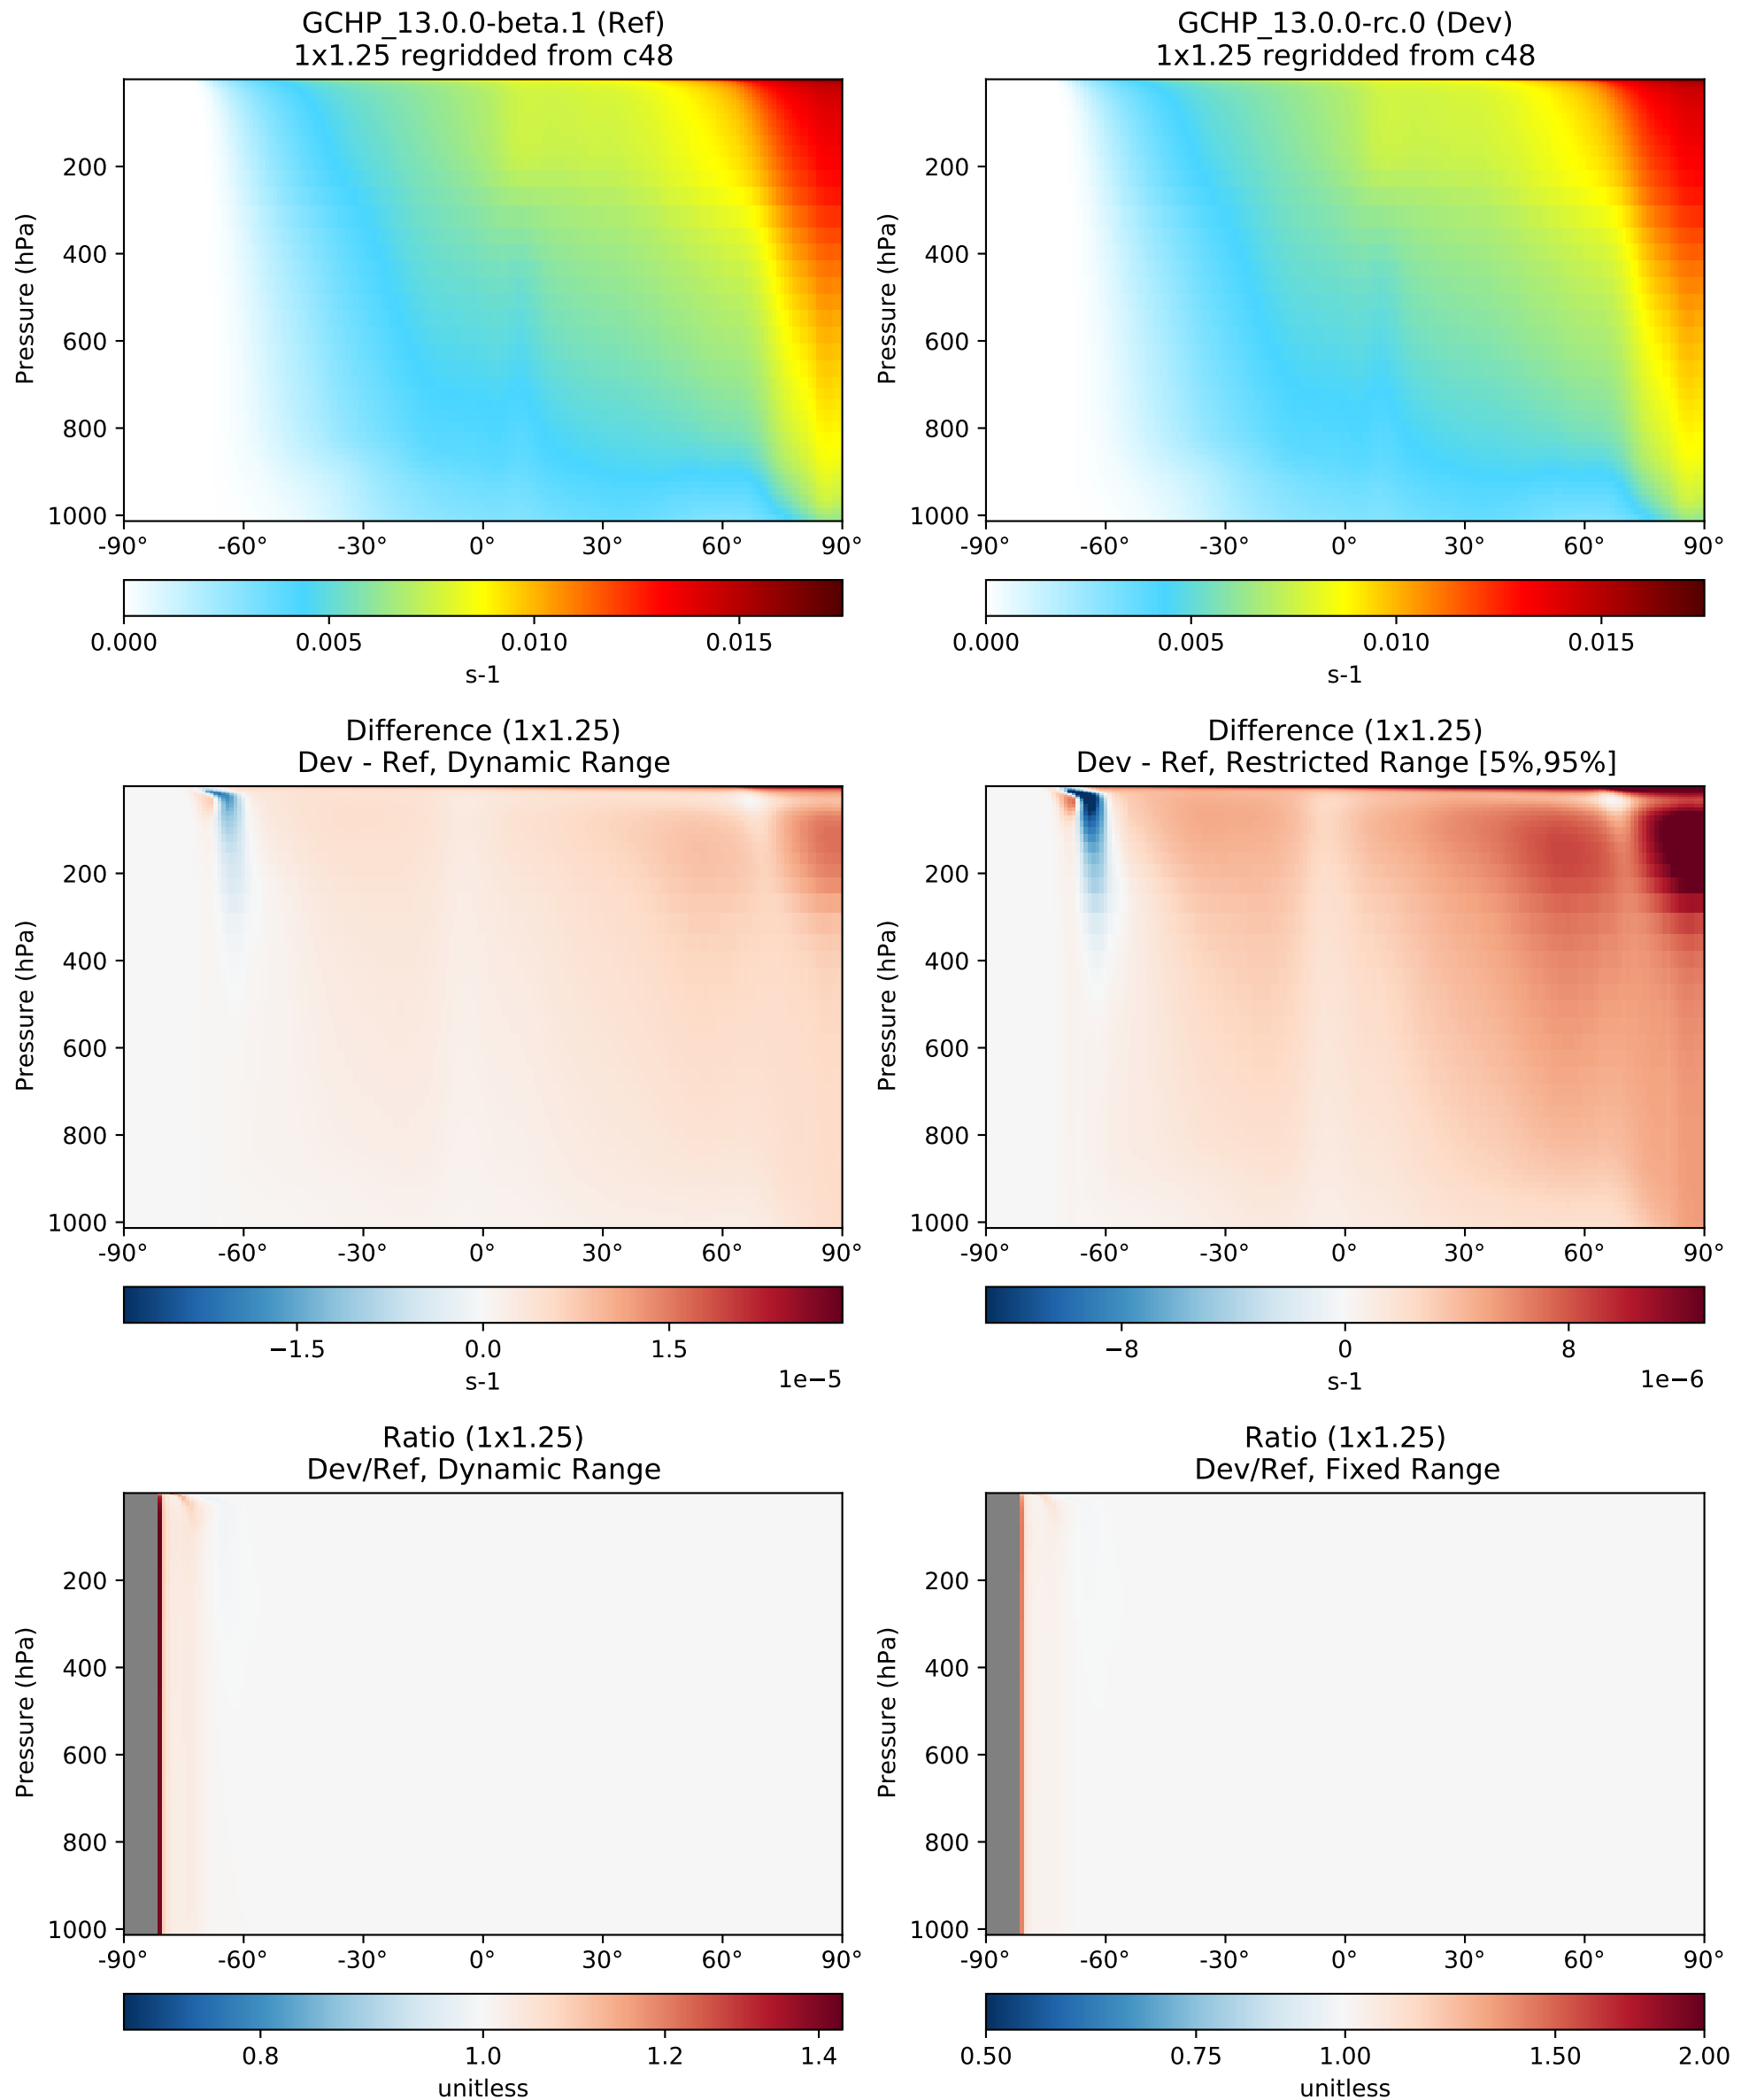 GCHP_13.0.0-beta.1 (Ref)
1x1.25 regridded from c48
Pressure (hPa)
200
400
600
800
1000
-90° -60° -30° 0° 30° 60° 90°
0.000 0.005 0.010 0.015
s-1
GCHP_13.0.0-rc.0 (Dev)
1x1.25 regridded from c48
Pressure (hPa)
200
400
600
800
1000
-90° -60° -30° 0° 30° 60° 90°
0.000 0.005 0.010 0.015
s-1
Difference (1x1.25)
Dev - Ref, Dynamic Range
Pressure (hPa)
200
400
600
800
1000
-90° -60° -30° 0° 30° 60° 90°
−1.5 0.0 1.5
s-1 1e−5
Difference (1x1.25)
Dev - Ref, Restricted Range [5%,95%]
Pressure (hPa)
200
400
600
800
1000
-90° -60° -30° 0° 30° 60° 90°
−8 0 8
s-1 1e−6
Ratio (1x1.25)
Dev/Ref, Dynamic Range
Pressure (hPa)
200
400
600
800
1000
-90° -60° -30° 0° 30° 60° 90°
0.8 1.0 1.2 1.4
unitless
Ratio (1x1.25)
Dev/Ref, Fixed Range
Pressure (hPa)
200
400
600
800
1000
-90° -60° -30° 0° 30° 60° 90°
0.50 0.75 1.00 1.50 2.00
unitless